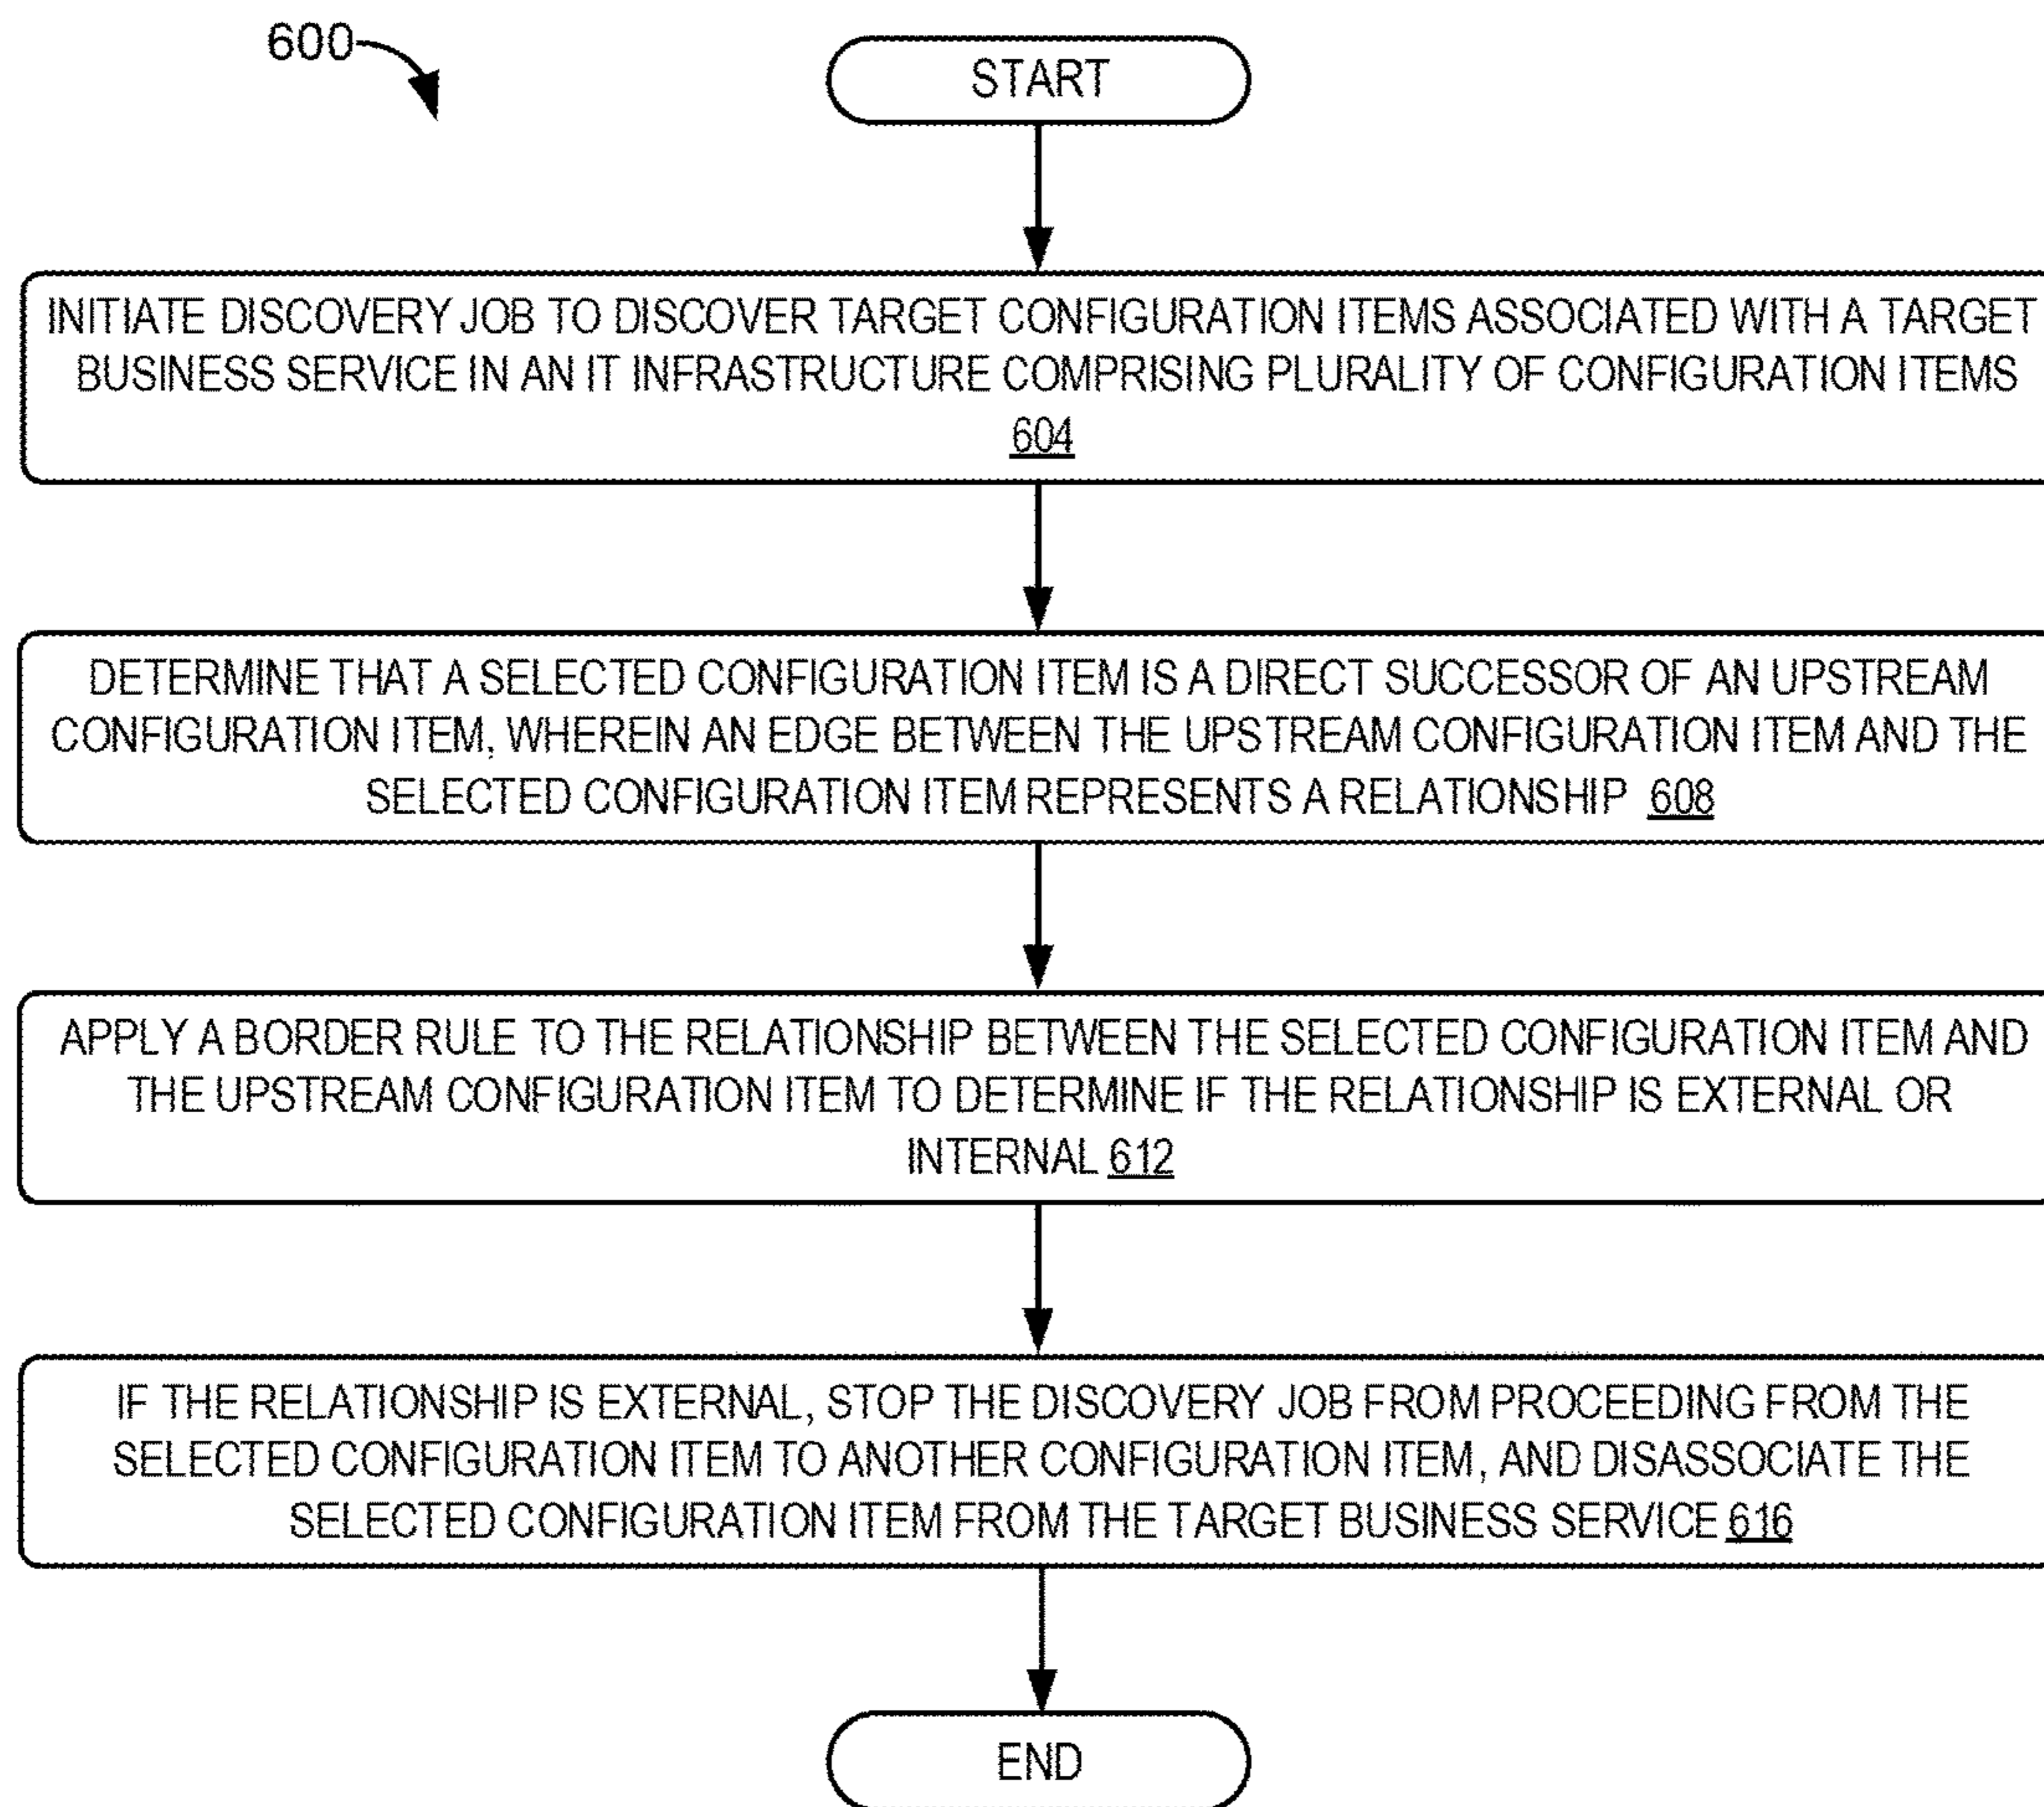 600
START
INITIATE DISCOVERY JOB TO DISCOVER TARGET CONFIGURATION ITEMS ASSOCIATED WITH A TARGET
BUSINESS SERVICE IN AN IT INFRASTRUCTURE COMPRISING PLURALITY OF CONFIGURATION ITEMS
604
DETERMINE THAT A SELECTED CONFIGURATION ITEM IS A DIRECT SUCCESSOR OF AN UPSTREAM
CONFIGURATION ITEM, WHEREIN AN EDGE BETWEEN THE UPSTREAM CONFIGURATION ITEM AND THE
SELECTED CONFIGURATION ITEM REPRESENTS A RELATIONSHIP 608
APPLY A BORDER RULE TO THE RELATIONSHIP BETWEEN THE SELECTED CONFIGURATION ITEM AND
THE UPSTREAM CONFIGURATION ITEM TO DETERMINE IF THE RELATIONSHIP IS EXTERNAL OR
INTERNAL 612
IF THE RELATIONSHIP IS EXTERNAL, STOP THE DISCOVERY JOB FROM PROCEEDING FROM THE
SELECTED CONFIGURATION ITEM TO ANOTHER CONFIGURATION ITEM, AND DISASSOCIATE THE
SELECTED CONFIGURATION ITEM FROM THE TARGET BUSINESS SERVICE 616
END